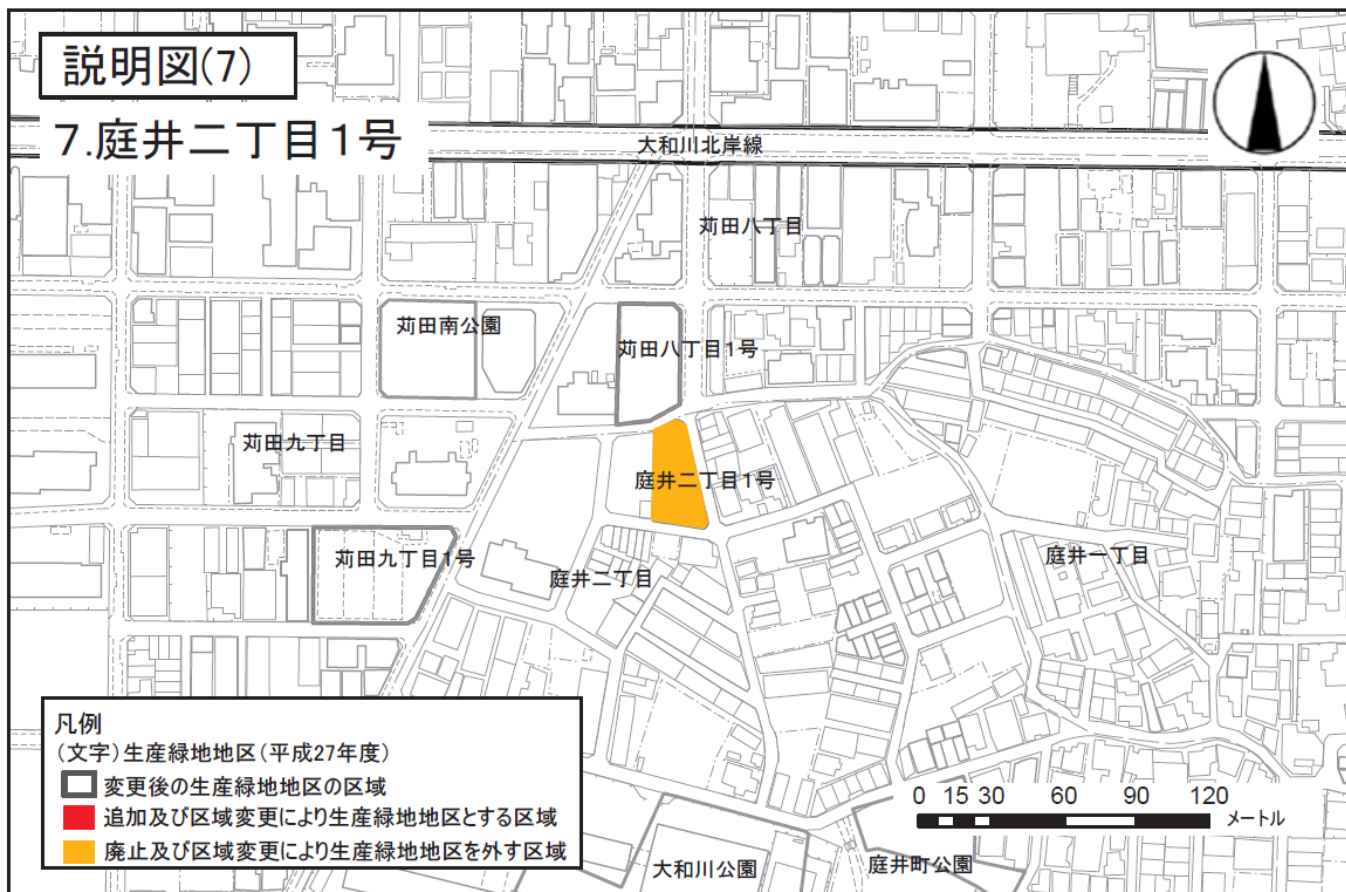 説明図(7)
7.庭井二丁目1号
大和川北岸線
苅田八丁目
苅田南公園
苅田八丁目1号
苅田九丁目
庭井二丁目1号
苅田九丁目1号
庭井二丁目
庭井一丁目
凡例
(文字)生産緑地地区(平成27年度)
変更後の生産緑地地区の区域
追加及び区域変更により生産緑地地区とする区域
廃止及び区域変更により生産緑地地区を外す区域
0 15 30 60 90 120
メートル
大和川公園
庭井町公園